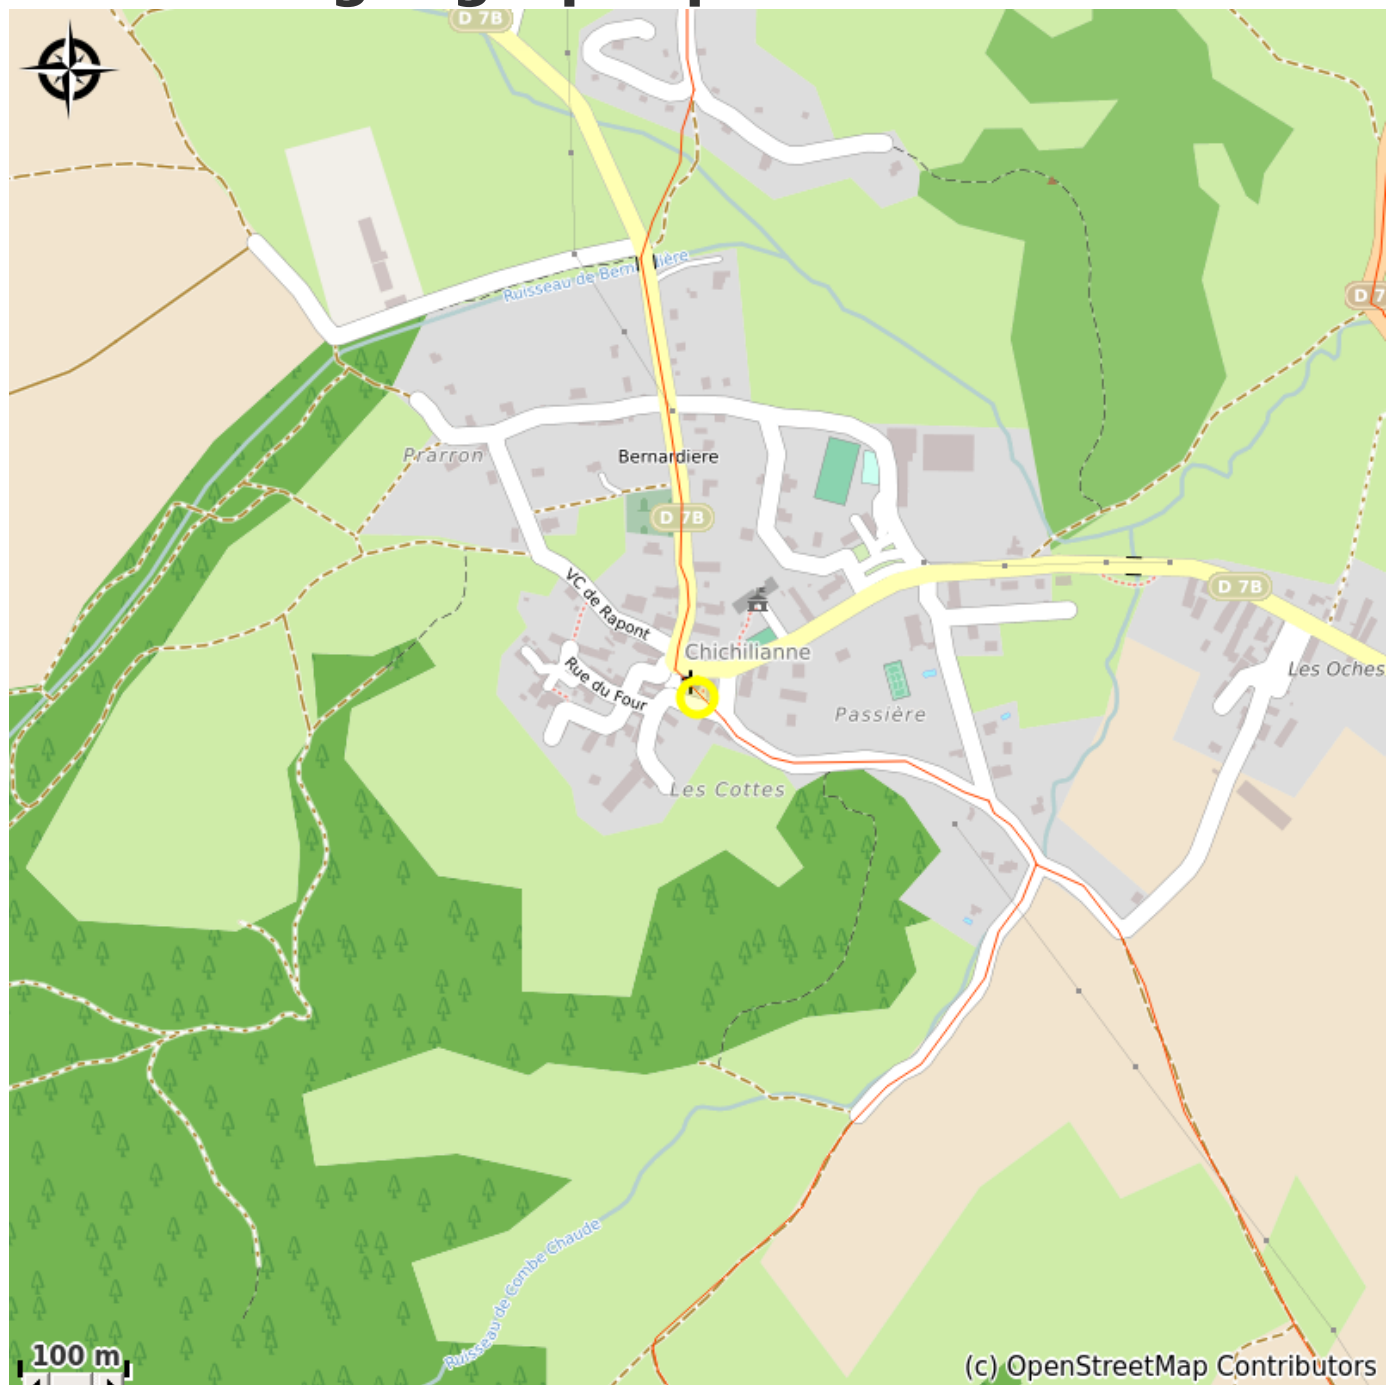 D 7B
Ruisseau de Bern
lière
D 7
Prarron
Bernardiere
D 7B
VC de Rapont
D 7B
Chichilianne
Les Oches
Rue du Four
Passière
Les Cottes
Ruisseau de Combe Chaude
100 m
(c) OpenStreetMap Contributors